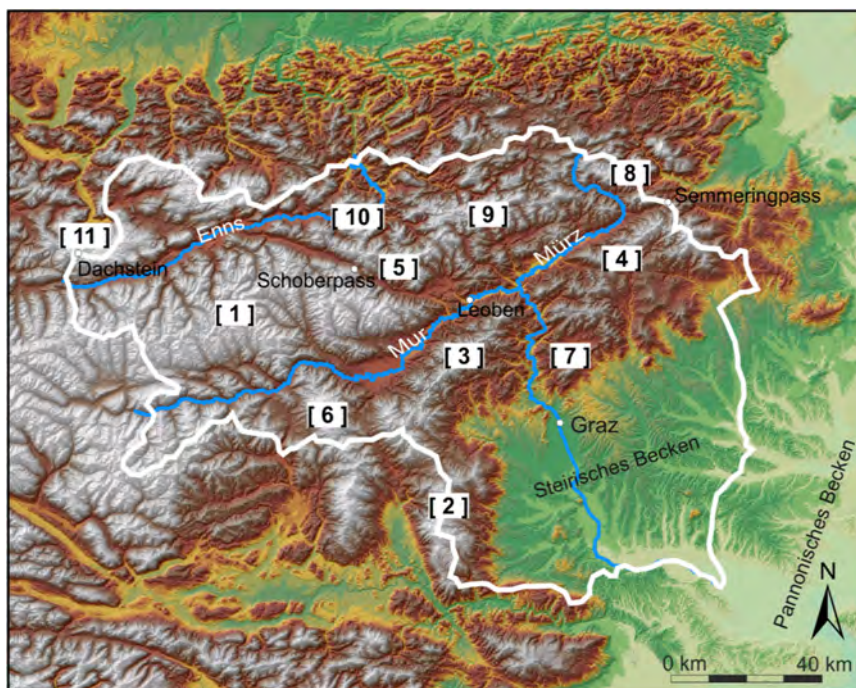 [ 8 ]
Semmeringpass
[ 10 ]
[ 9 ]
[ 11 ]
Enns
Mürz
Dachstein
[ 5 ]
[ 4 ]
Schoberpass
[ 1 ]
Leoben
Mur
[ 3 ]
[ 7 ]
[ 6 ]
Graz
Steirisches Becken
[ 2 ]
Pannonisches Becken
N
0 km 40 km